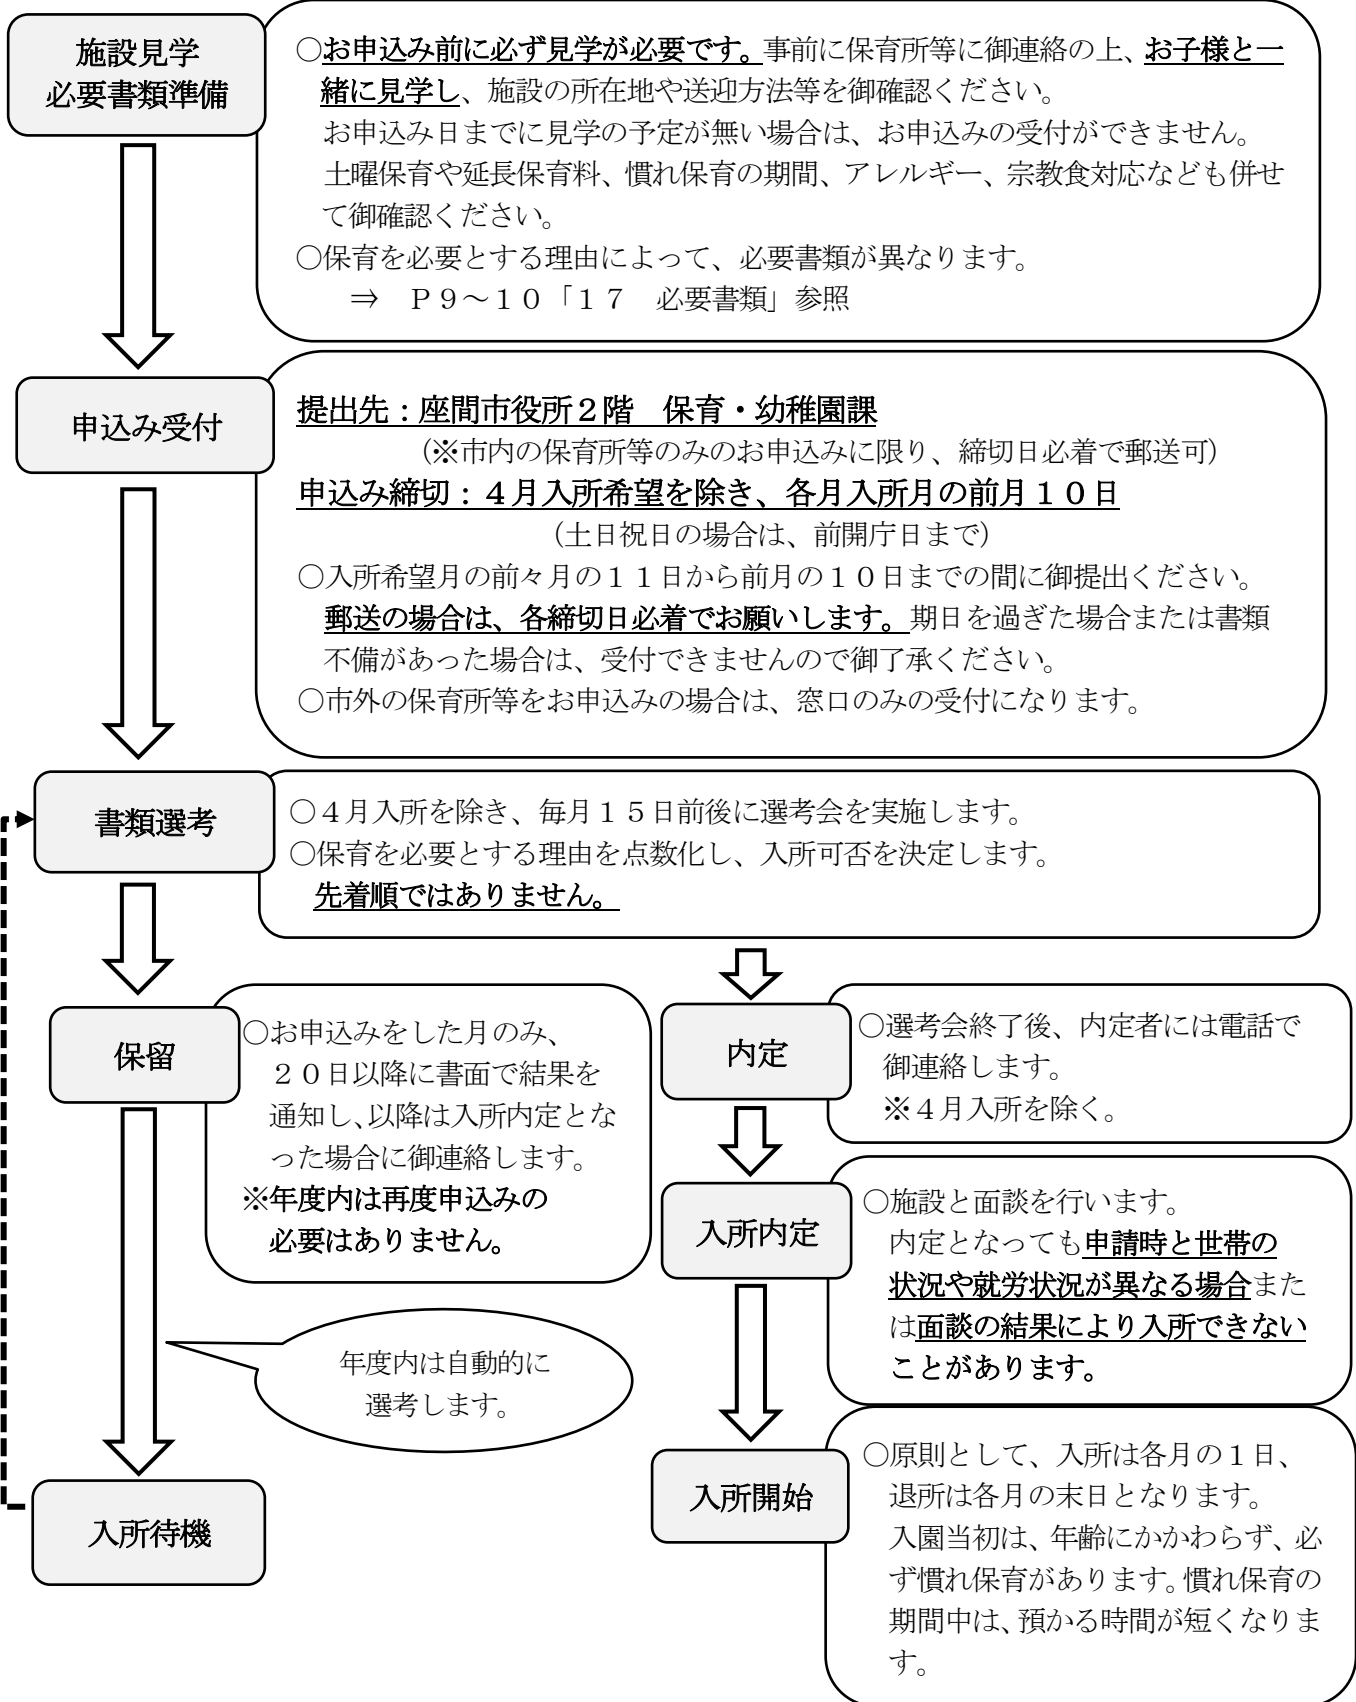 施設見学
必要書類準備
○お申込み前に必ず見学が必要です。事前に保育所等に御連絡の上、お子様と一
緒に見学し、施設の所在地や送迎方法等を御確認ください。
お申込み日までに見学の予定が無い場合は、お申込みの受付ができません。
土曜保育や延長保育料、慣れ保育の期間、アレルギー、宗教食対応なども併せ
て御確認ください。
○保育を必要とする理由によって、必要書類が異なります。
⇒　Ｐ９～１０「１７　必要書類」参照
申込み受付
提出先：座間市役所２階　保育・幼稚園課
（※市内の保育所等のみのお申込みに限り、締切日必着で郵送可）
申込み締切：４月入所希望を除き、各月入所月の前月１０日
（土日祝日の場合は、前開庁日まで）
○入所希望月の前々月の１１日から前月の１０日までの間に御提出ください。
郵送の場合は、各締切日必着でお願いします。期日を過ぎた場合または書類
不備があった場合は、受付できませんので御了承ください。
○市外の保育所等をお申込みの場合は、窓口のみの受付になります。
書類選考
○４月入所を除き、毎月１５日前後に選考会を実施します。
○保育を必要とする理由を点数化し、入所可否を決定します。
先着順ではありません。
保留
○お申込みをした月のみ、
２０日以降に書面で結果を
通知し、以降は入所内定とな
った場合に御連絡します。
※年度内は再度申込みの
必要はありません。
年度内は自動的に
選考します。
入所待機
内定
○選考会終了後、内定者には電話で
御連絡します。
※４月入所を除く。
入所内定
○施設と面談を行います。
内定となっても申請時と世帯の
状況や就労状況が異なる場合また
は面談の結果により入所できない
ことがあります。
入所開始
○原則として、入所は各月の１日、
退所は各月の末日となります。
入園当初は、年齢にかかわらず、必
ず慣れ保育があります。慣れ保育の
期間中は、預かる時間が短くなりま
す。